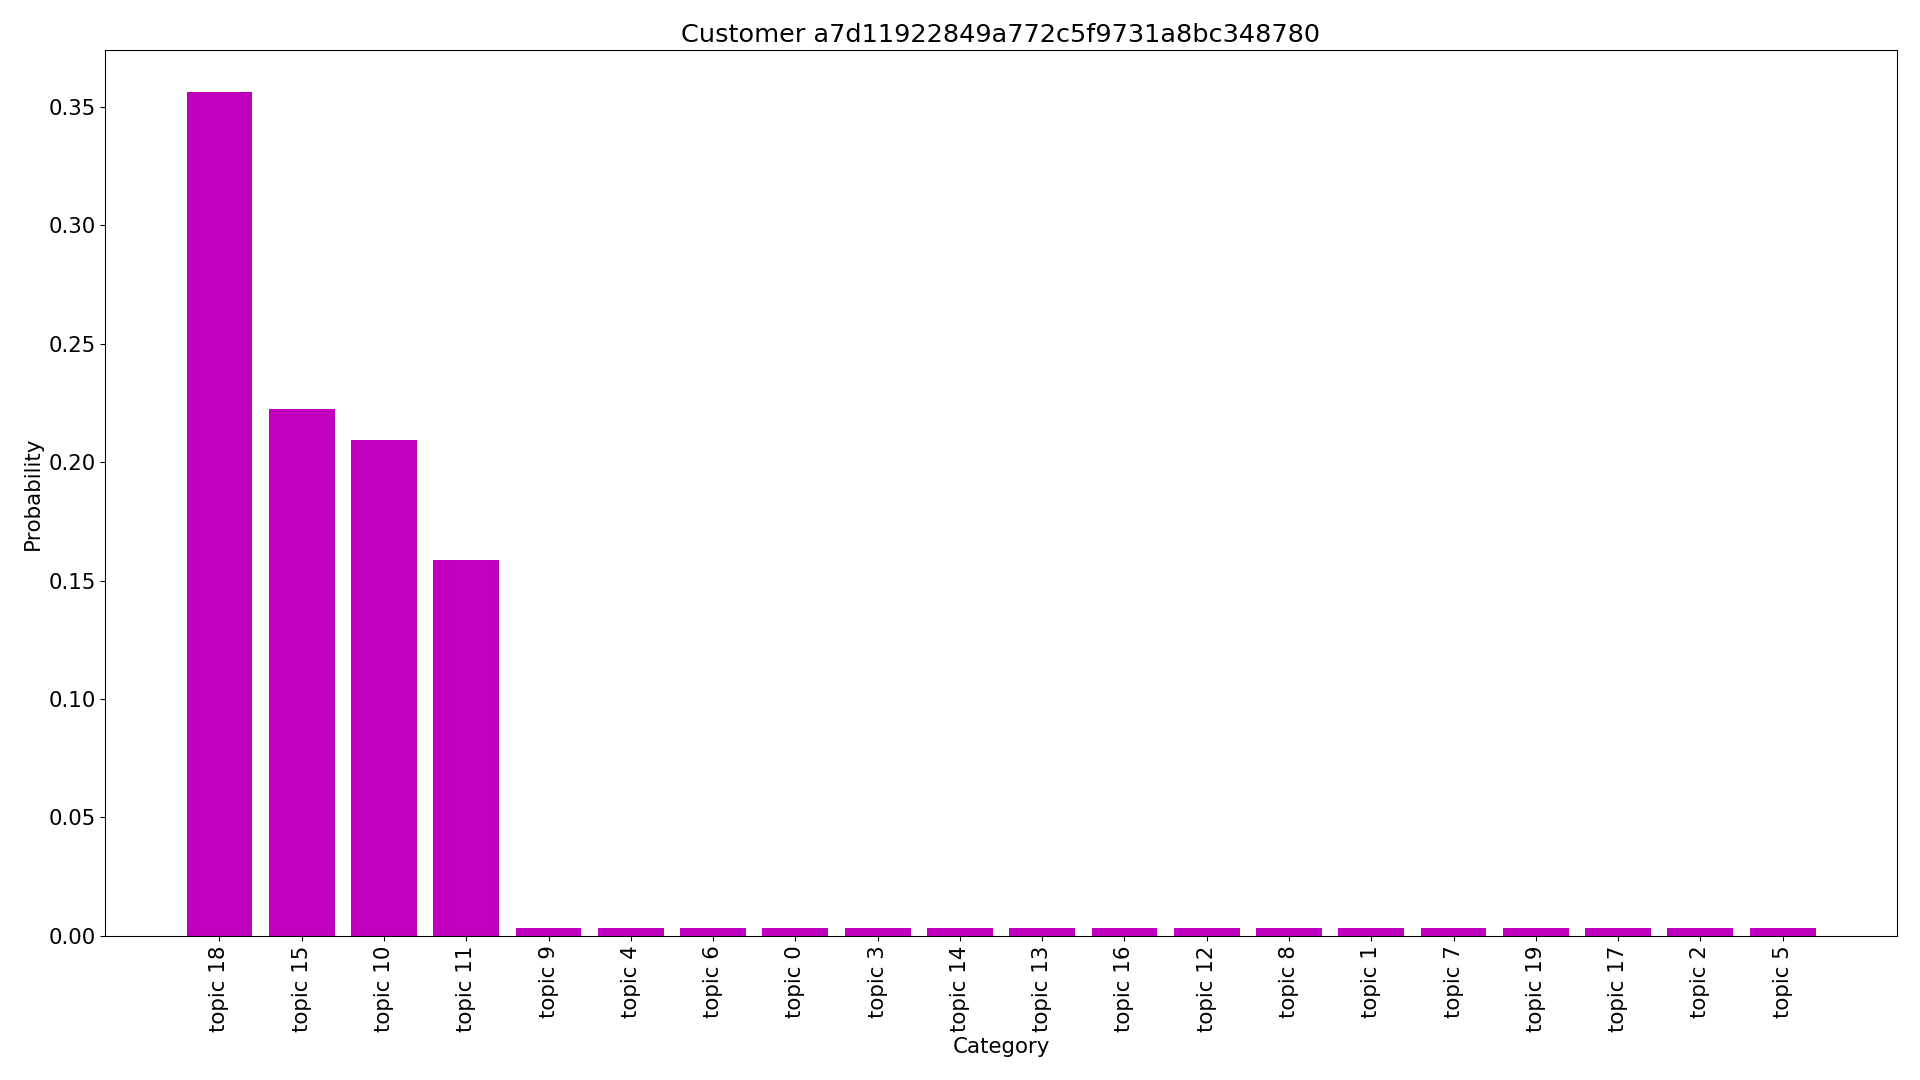 Customer a7d11922849a772c5f9731a8bc348780
Probability
0.35
0.30
0.25
0.20
0.15
0.10
0.05
0.00
topic 18
topic 15
topic 10
topic 11
topic 9
topic 4
topic 6
topic 0
topic 3
topic 14
topic 13
topic 16
topic 12
topic 8
topic 1
topic 7
topic 19
topic 17
topic 2
topic 5
Category